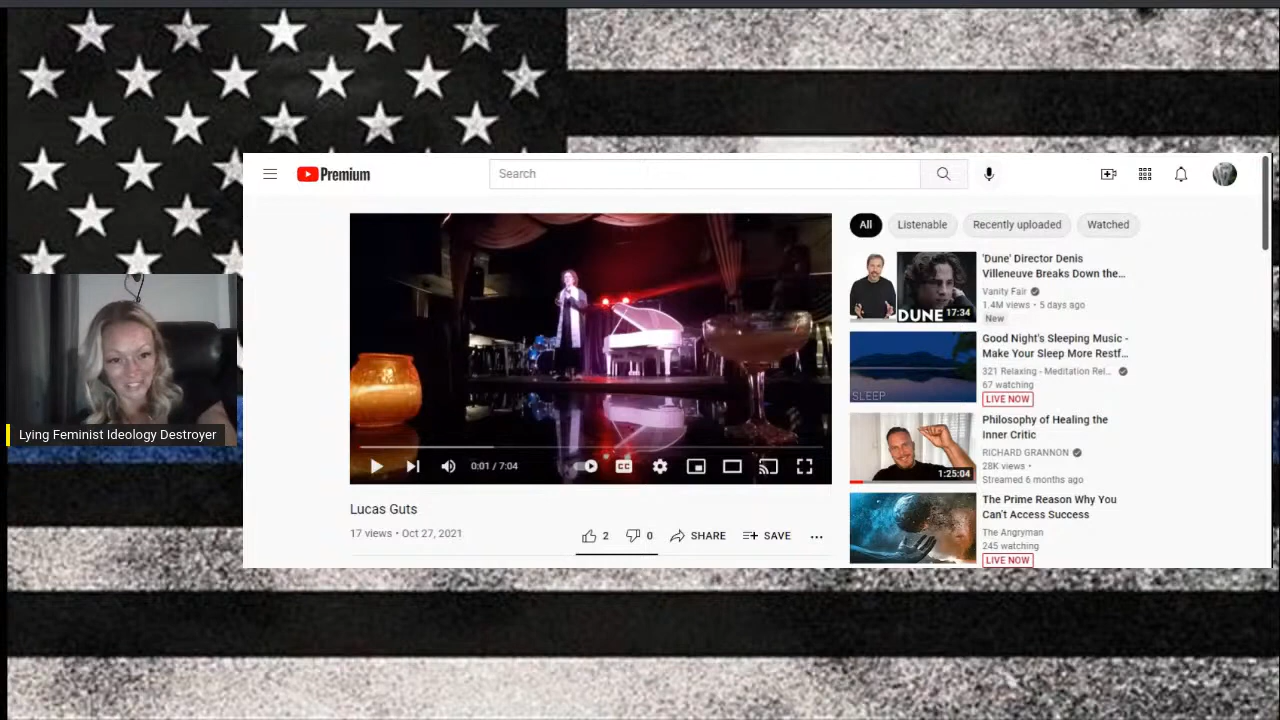 Premium
Search
All
Listenable
Recently uploaded
Watched
'Dune' Director Denis
Villeneuve Breaks Down the...
Vanity Fair
1.4M views • 5 days ago
New
DUNE
17:34
Good Night's Sleeping Music -
Make Your Sleep More Restf...
321 Relaxing - Meditation Rel...
67 watching
LIVE NOW
SLEEP
Philosophy of Healing the
Inner Critic
RICHARD GRANNON
28K views •
Streamed 6 months ago
1:25:04
The Prime Reason Why You
Can't Access Success
The Angryman
245 watching
LIVE NOW
0:01 / 7:04
CC
Lucas Guts
17 views • Oct 27, 2021
2
0
SHARE
SAVE
Lying Feminist Ideology Destroyer